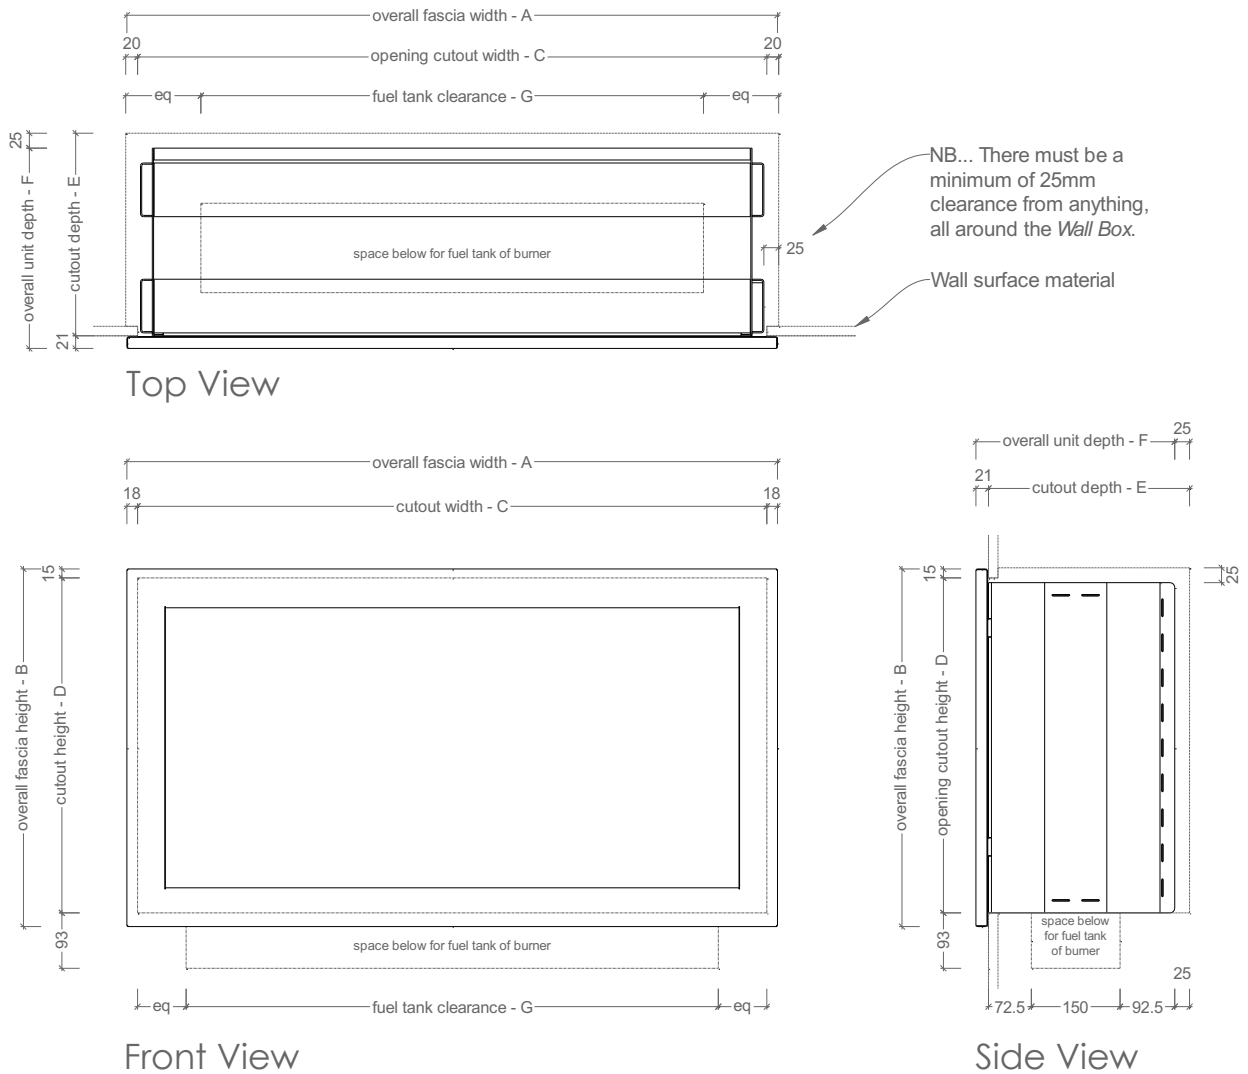 overall fascia width - A
20
opening cutout width - C
20
eq
fuel tank clearance - G
eq
25
overall unit depth - F
cutout depth - E
21
space below for fuel tank of burner
25
NB... There must be a
minimum of 25mm
clearance from anything,
all around the Wall Box.
Wall surface material
Top View
overall fascia width - A
18
cutout width - C
18
15
overall fascia height - B
cutout height - D
93
space below for fuel tank of burner
eq
fuel tank clearance - G
eq
Front View
25
overall unit depth - F
21
cutout depth - E
15
25
overall fascia height - B
opening cutout height - D
93
space below
for fuel tank
of burner
25
72.5
150
92.5
Side View